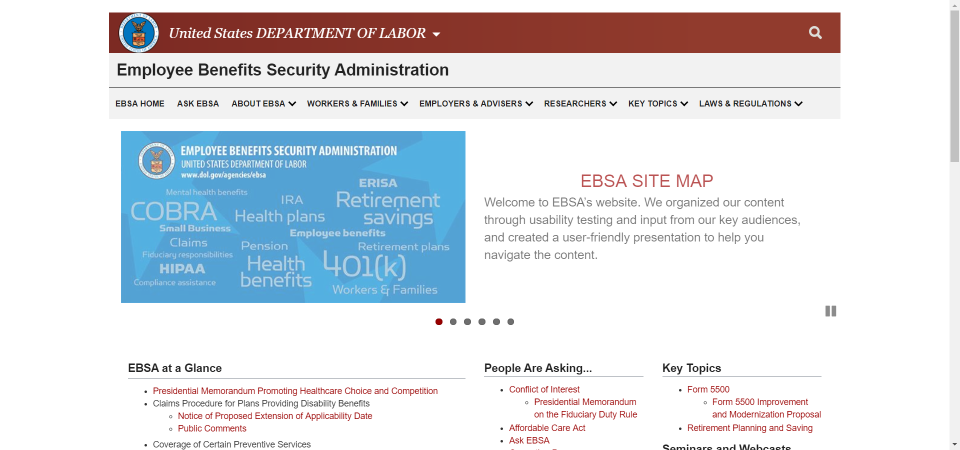 United States DEPARTMENT OF LABOR
Employee Benefits Security Administration
EBSA HOME ASK EBSA ABOUT EBSA WORKERS & FAMILIES EMPLOYERS & ADVISERS RESEARCHERS KEY TOPICS LAWS & REGULATIONS
EMPLOYEE BENEFITS SECURITY ADMINISTRATION
UNITED STATES DEPARTMENT OF LABOR
www.dol.gov/agencies/ebsa
ERISA
Mental health benefits
IRA
Retirement savings
COBRA
Health plans
Small Business
Employee benefits
Claims
Pension
Retirement plans
Fiduciary responsibilities
Health benefits
401(k)
HIPAA
Compliance assistance
Workers & Families
EBSA SITE MAP
Welcome to EBSA's website. We organized our content
through usability testing and input from our key audiences,
and created a user-friendly presentation to help you
navigate the content.
EBSA at a Glance
Presidential Memorandum Promoting Healthcare Choice and Competition
Claims Procedure for Plans Providing Disability Benefits
Notice of Proposed Extension of Applicability Date
Public Comments
Coverage of Certain Preventive Services
People Are Asking...
Conflict of Interest
Presidential Memorandum
on the Fiduciary Duty Rule
Affordable Care Act
Ask EBSA
Key Topics
Form 5500
Form 5500 Improvement
and Modernization Proposal
Retirement Planning and Saving
Seminars and Webcasts